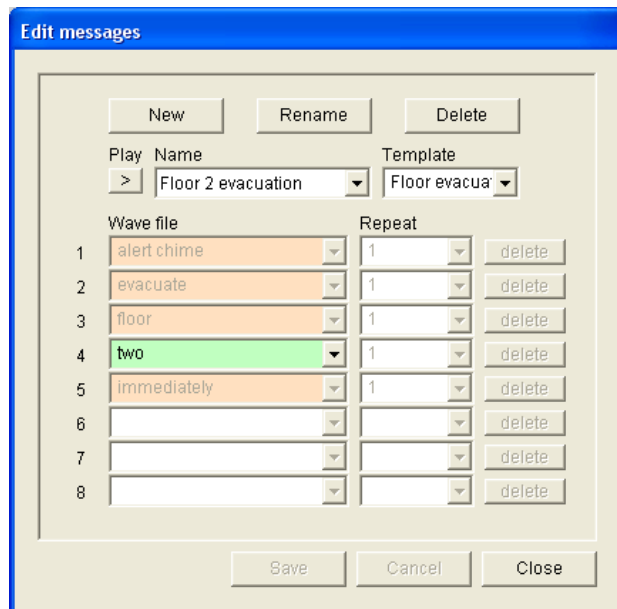 Edit messages
New Rename Delete
Play Name Template
> Floor 2 evacuation Floor evacua
Wave file Repeat
1 alert chime 1 delete
2 evacuate 1 delete
3 floor 1 delete
4 two 1 delete
5 immediately 1 delete
6 delete
7 delete
8 delete
Save Cancel Close